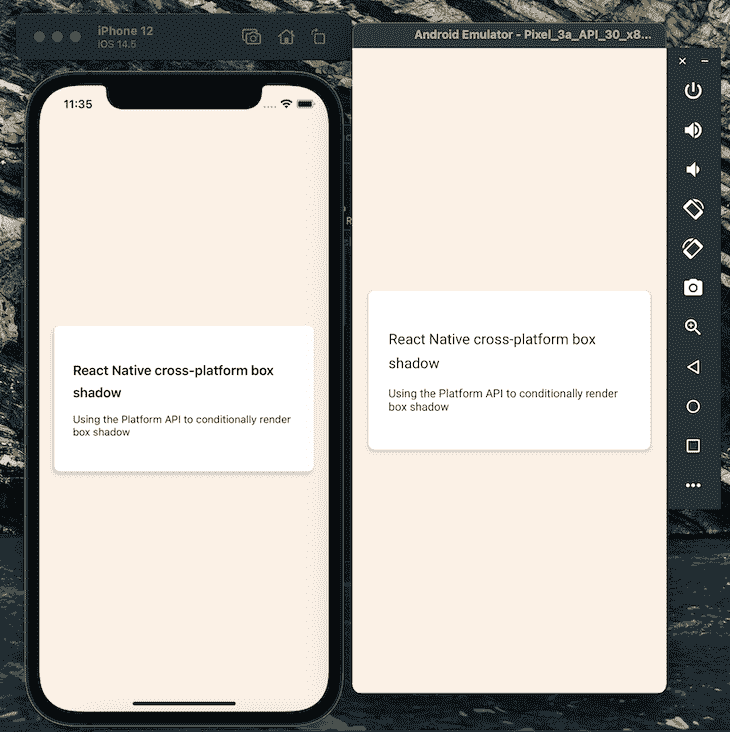 iPhone 12
iOS 14.5
11:35
React Native cross-platform box
shadow
Using the Platform API to conditionally render
box shadow
Android Emulator - Pixel_3a_API_30_x8...
React Native cross-platform box
shadow
Using the Platform API to conditionally render
box shadow